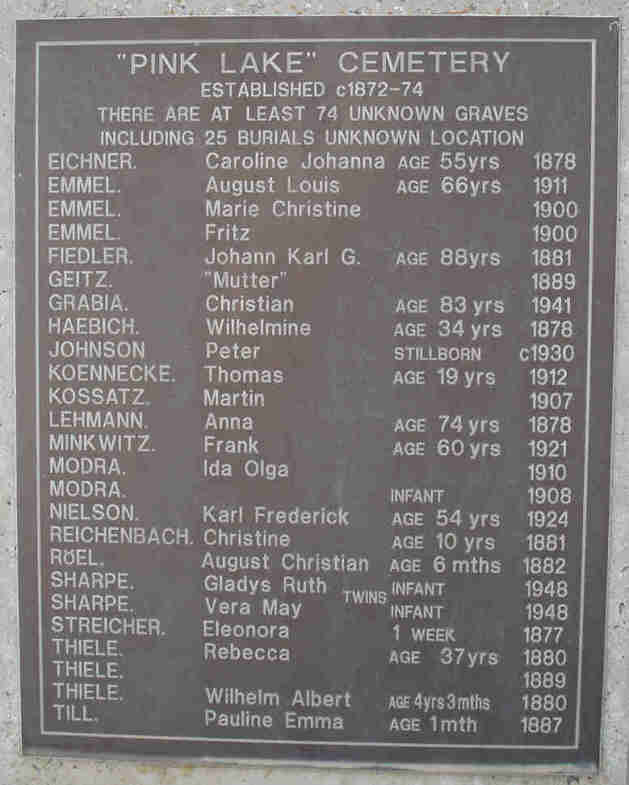 "PINK LAKE" CEMETERY
ESTABLISHED c1872-74
THERE ARE AT LEAST 74 UNKNOWN GRAVES
INCLUDING 25 BURIALS UNKNOWN LOCATION
EICHNER. Caroline Johanna AGE 55yrs 1878
EMMEL. August Louis AGE 66yrs 1911
EMMEL. Marie Christine 1900
EMMEL. Fritz 1900
FIEDLER. Johann Karl G. AGE 88yrs 1881
GEITZ. "Mutter" 1889
GRABIA. Christian AGE 83 yrs 1941
HAEBICH. Wilhelmine AGE 34 yrs 1878
JOHNSON Peter STILLBORN c1930
KOENNECKE. Thomas AGE 19 yrs 1912
KOSSATZ. Martin 1907
LEHMANN. Anna AGE 74 yrs 1878
MINKWITZ. Frank AGE 60 yrs 1921
MODRA. Ida Olga 1910
MODRA. INFANT 1908
NIELSON. Karl Frederick AGE 54 yrs 1924
REICHENBACH. Christine AGE 10 yrs 1881
RöEL. August Christian AGE 6 mths 1882
SHARPE. Gladys Ruth TWINS INFANT 1948
SHARPE. Vera May INFANT 1948
STREICHER. Eleonora 1 WEEK 1877
THIELE. Rebecca AGE 37yrs 1880
THIELE. 1889
THIELE. Wilhelm Albert AGE 4yrs 3mths 1880
TILL. Pauline Emma AGE 1mth 1887